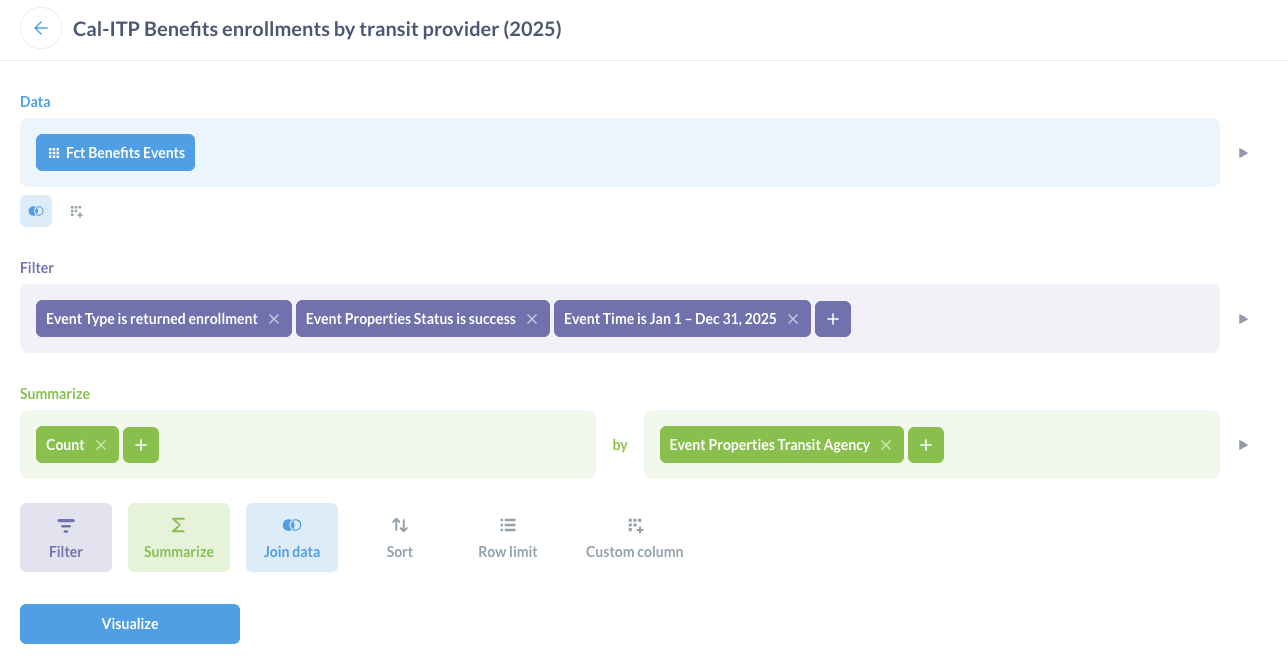 Cal-ITP Benefits enrollments by transit provider (2025)
Data
Fct Benefits Events
Filter
Event Type is returned enrollment Event Properties Status is success Event Time is Jan 1 – Dec 31, 2025
Summarize
Count by Event Properties Transit Agency
Filter Summarize Join data Sort Row limit Custom column
Visualize